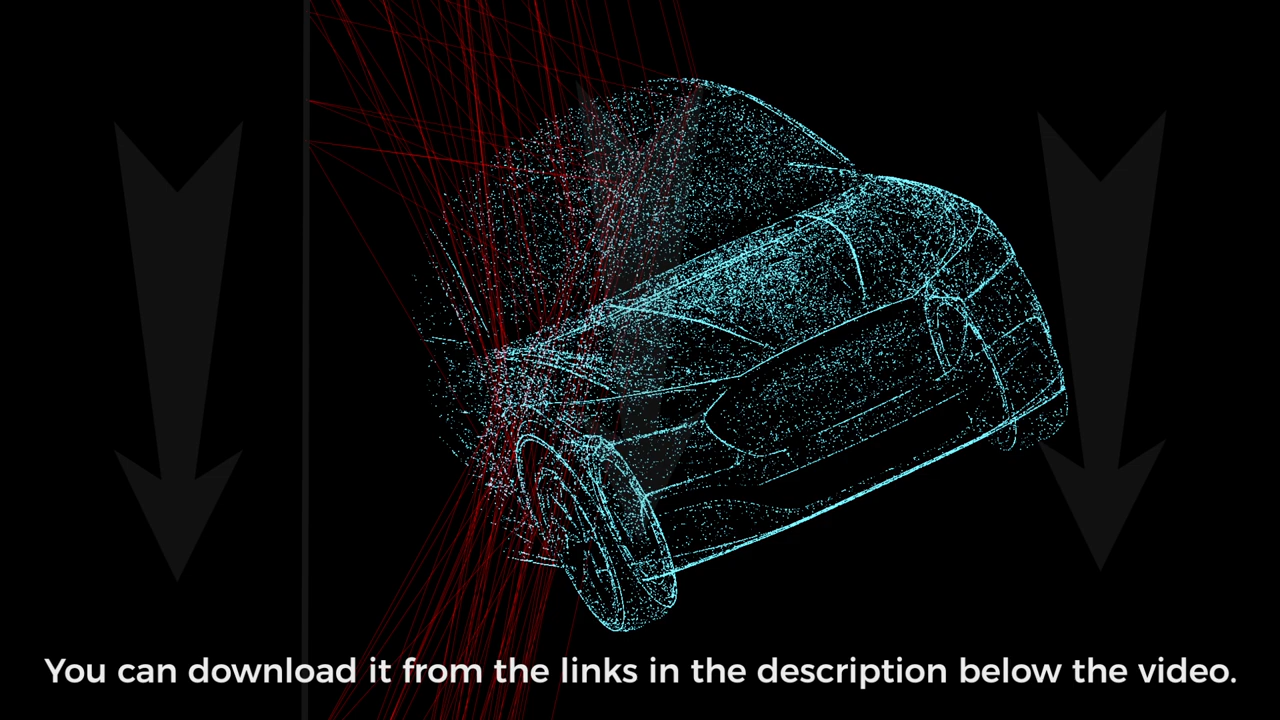 You can download it from the links in the description below the video.